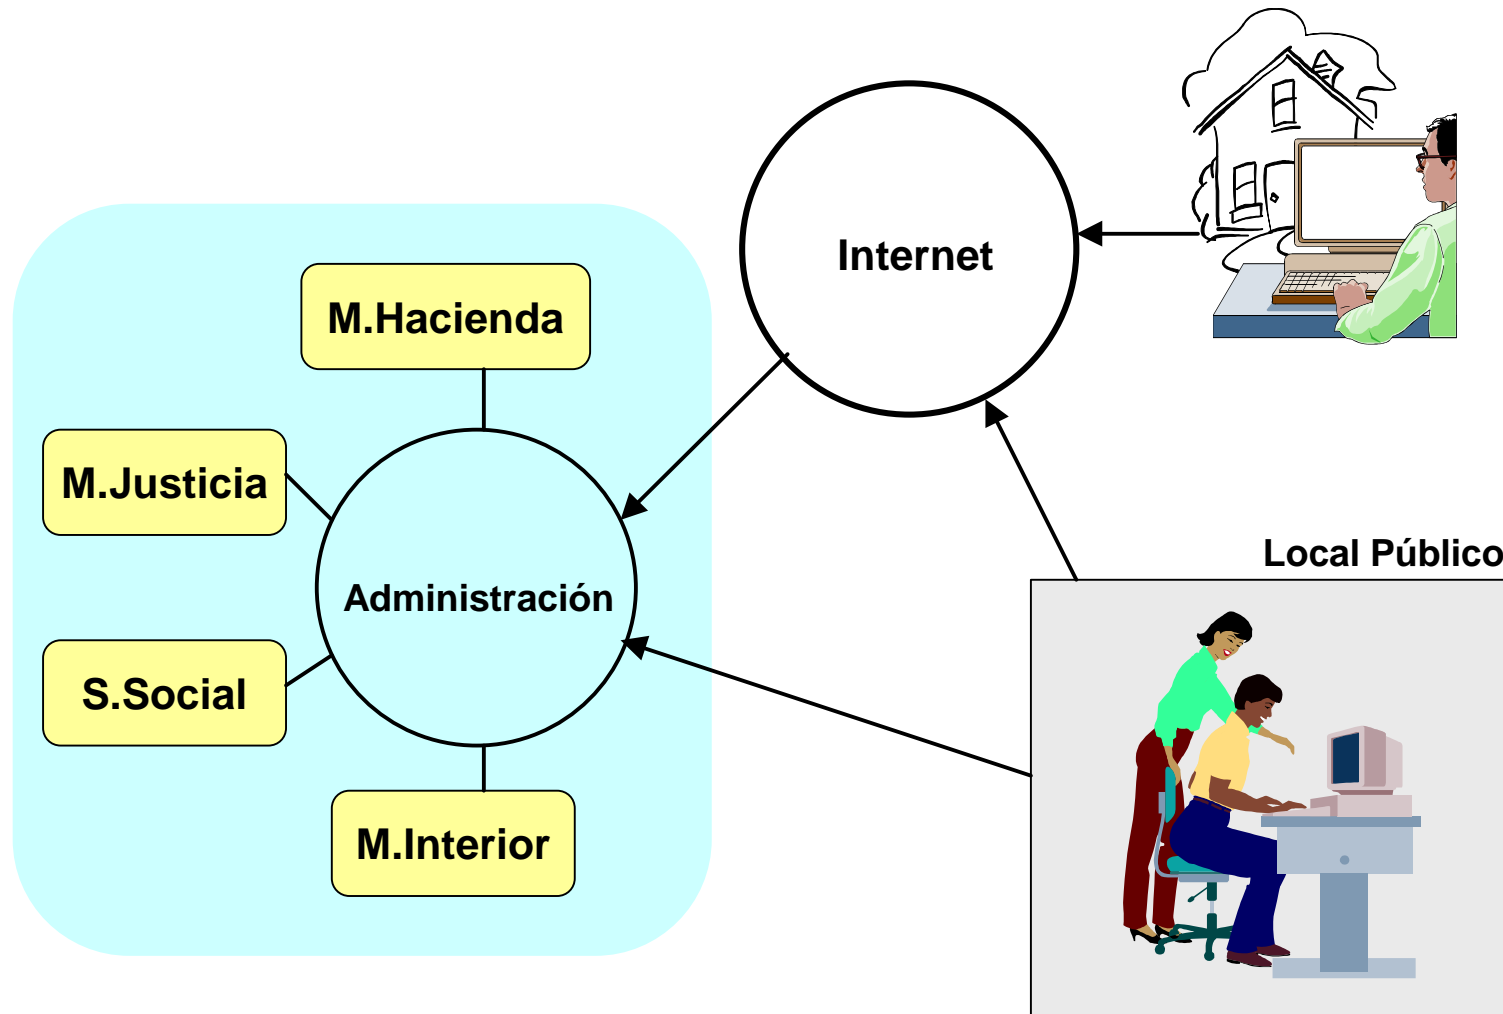 Internet
M.Hacienda
M.Justicia
Local Público
Administración
S.Social
M.Interior